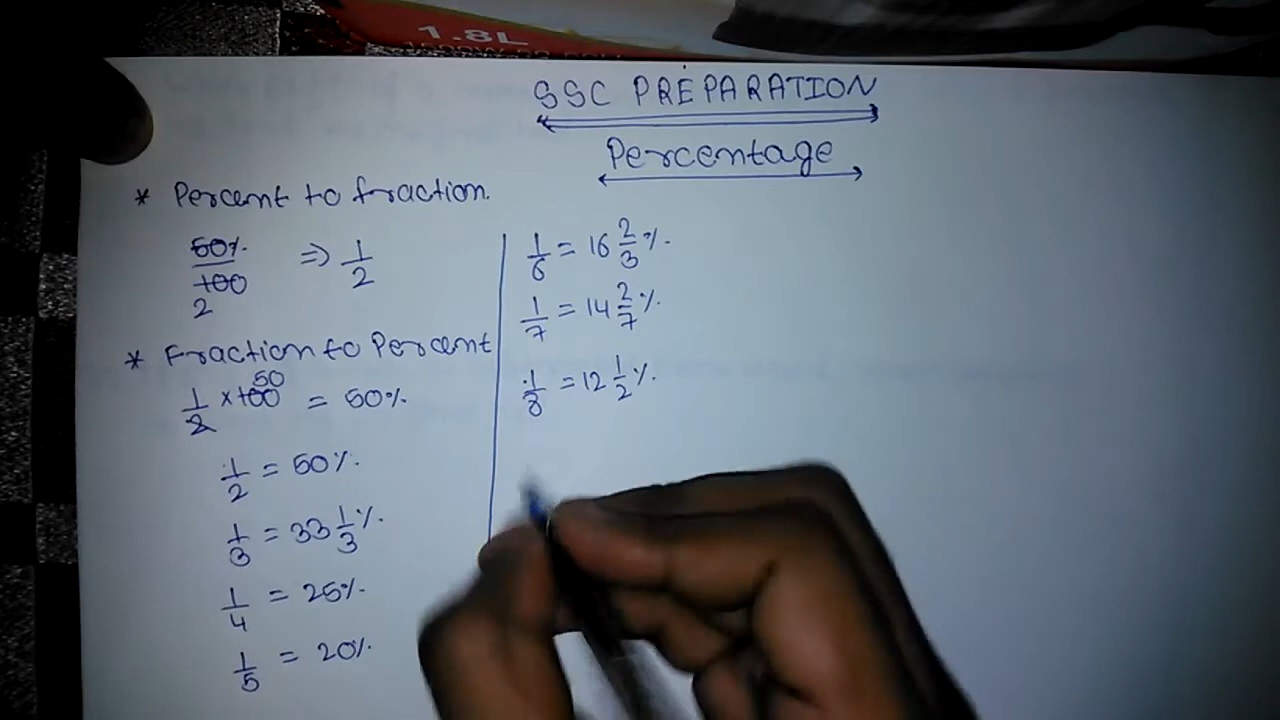 1.8L
SSC PREPARATION
Percentage
* Percent to fraction.
50%/100 2 ⇒ 1/2
* Fraction to Percent
1/2 × 100 50 = 50%
1/2 = 50%
1/3 = 33 1/3 %
1/4 = 25%
1/5 = 20%
1/6 = 16 2/3 %
1/7 = 14 2/7 %
1/8 = 12 1/2 %